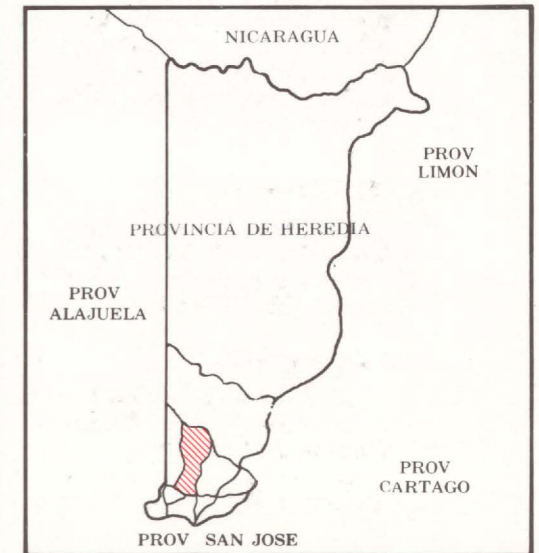 NICARAGUA
PROV
LIMON
PROVINCIA DE HEREDIA
PROV
ALAJUELA
PROV
CARTAGO
PROV SAN JOSE